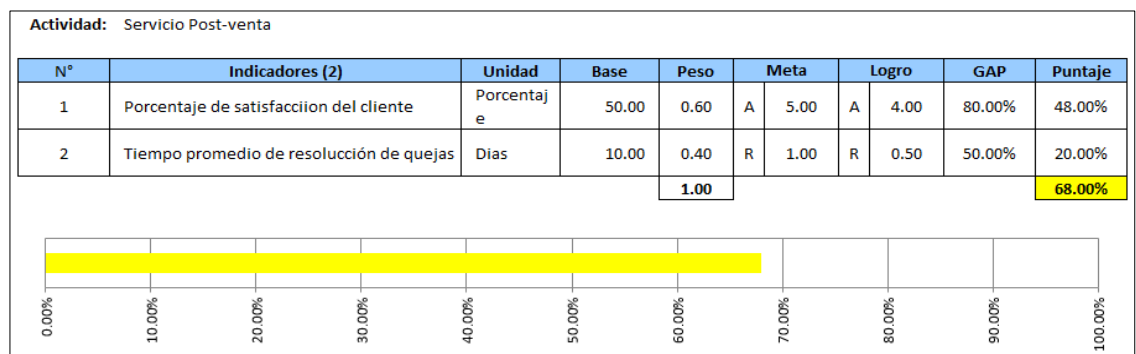 Actividad: Servicio Post-venta
N° Indicadores (2) Unidad Base Peso Meta Logro GAP Puntaje
1 Porcentaje de satisfacciion del cliente Porcentaj
e 50.00 0.60 A 5.00 A 4.00 80.00% 48.00%
2 Tiempo promedio de resolucción de quejas Dias 10.00 0.40 R 1.00 R 0.50 50.00% 20.00%
1.00 68.00%
0.00% 10.00% 20.00% 30.00% 40.00% 50.00% 60.00% 70.00% 80.00% 90.00% 100.00%